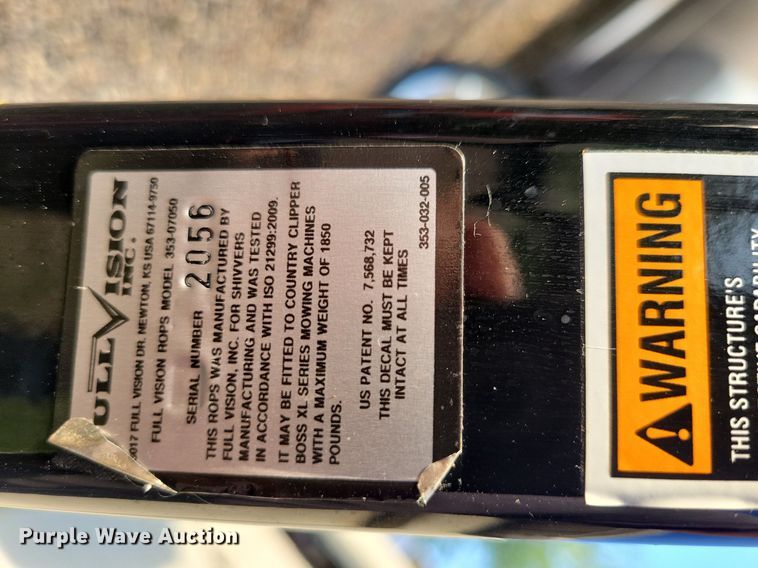 FULL VISION
INC.®
3017 FULL VISION DR. NEWTON, KS USA 67114-9750
FULL VISION ROPS MODEL 353-07050
SERIAL NUMBER 2056
THIS ROPS WAS MANUFACTURED BY
FULL VISION, INC. FOR SHIVVERS
MANUFACTURING AND WAS TESTED
IN ACCORDANCE WITH ISO 21299:2009.
IT MAY BE FITTED TO COUNTRY CLIPPER
BOSS XL SERIES MOWING MACHINES
WITH A MAXIMUM WEIGHT OF 1850
POUNDS.
US PATENT NO. 7,568,732
THIS DECAL MUST BE KEPT
INTACT AT ALL TIMES
353-032-005
WARNING
THIS STRUCTURE'S
Purple Wave Auction